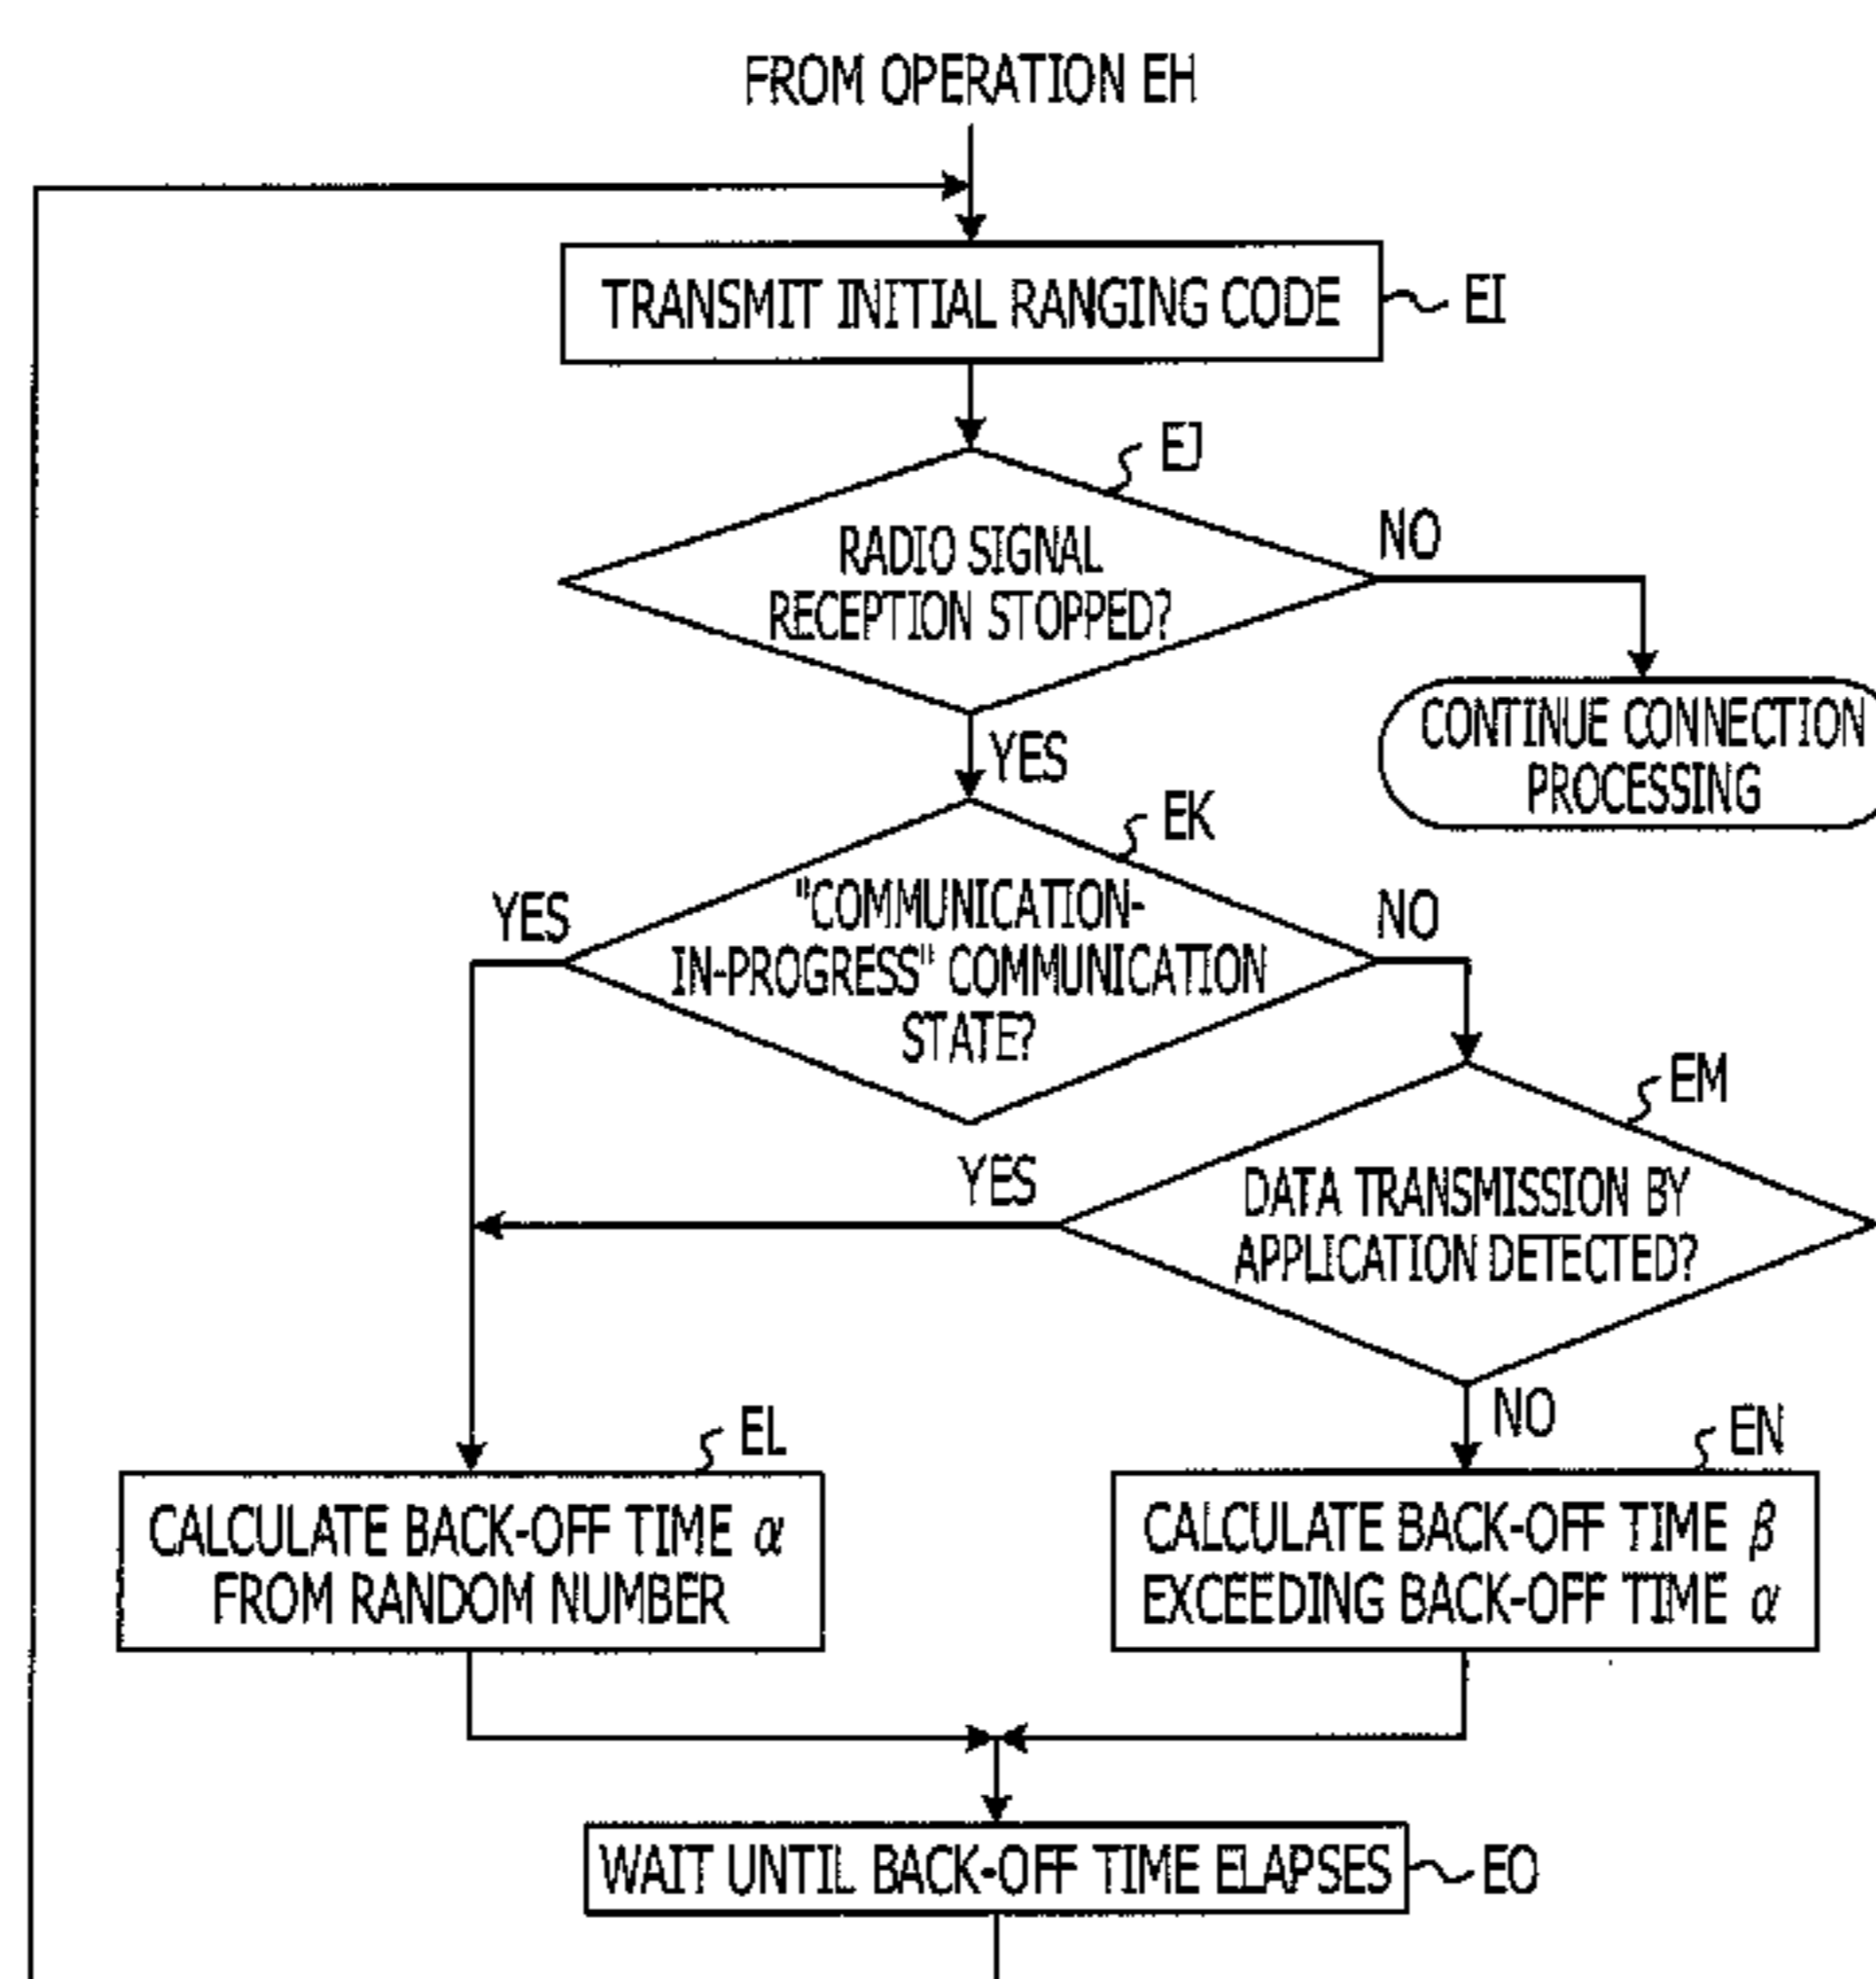 FROM OPERATION EH
TRANSMIT INITIAL RANGING CODE
EI
EJ
RADIO SIGNAL
RECEPTION STOPPED?
NO
YES
CONTINUE CONNECTION
PROCESSING
EK
"COMMUNICATION-
IN-PROGRESS" COMMUNICATION
STATE?
YES
NO
EM
DATA TRANSMISSION BY
APPLICATION DETECTED?
YES
NO
EL
CALCULATE BACK-OFF TIME α
FROM RANDOM NUMBER
EN
CALCULATE BACK-OFF TIME β
EXCEEDING BACK-OFF TIME α
WAIT UNTIL BACK-OFF TIME ELAPSES
EO